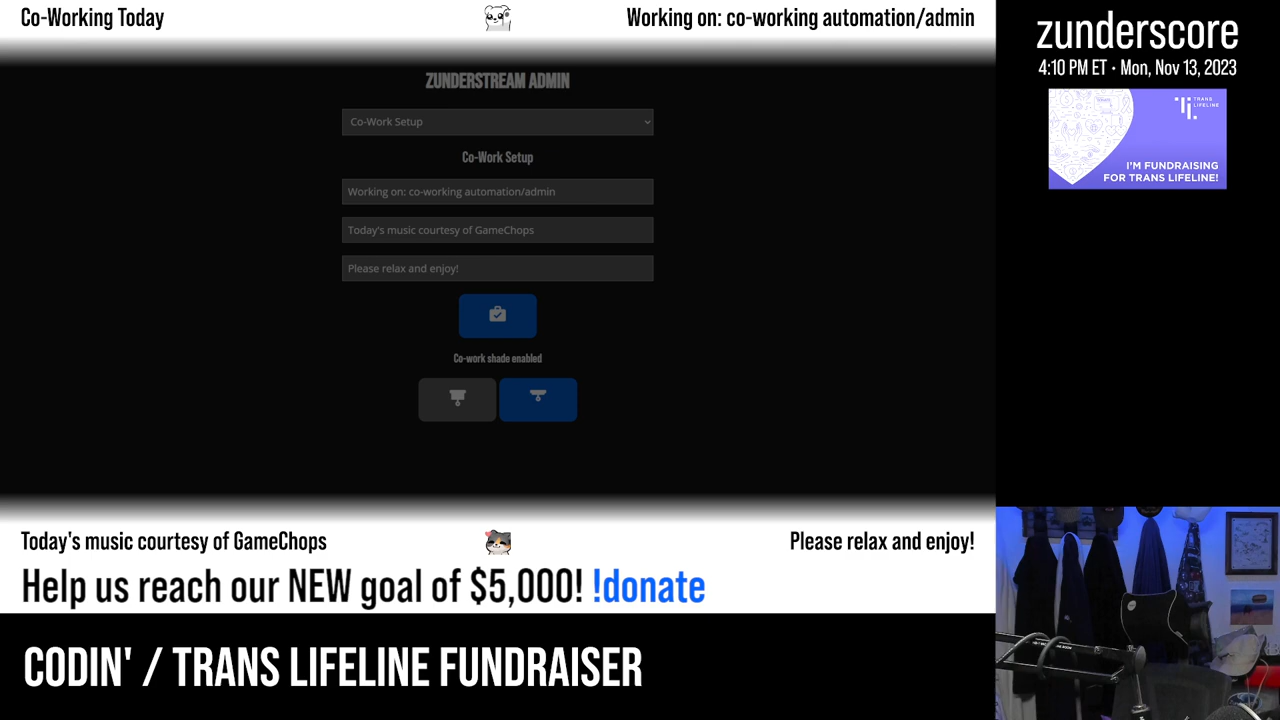 Co-Working Today
Working on: co-working automation/admin
zunderscore
4:10 PM ET • Mon, Nov 13, 2023
TRANS
LIFELINE
I'M FUNDRAISING
FOR TRANS LIFELINE!
ZUNDERSTREAM ADMIN
Co-Work Setup
Co-Work Setup
Working on: co-working automation/admin
Today's music courtesy of GameChops
Please relax and enjoy!
Co-work shade enabled
Today's music courtesy of GameChops
Please relax and enjoy!
Help us reach our NEW goal of $5,000! !donate
CODIN' / TRANS LIFELINE FUNDRAISER